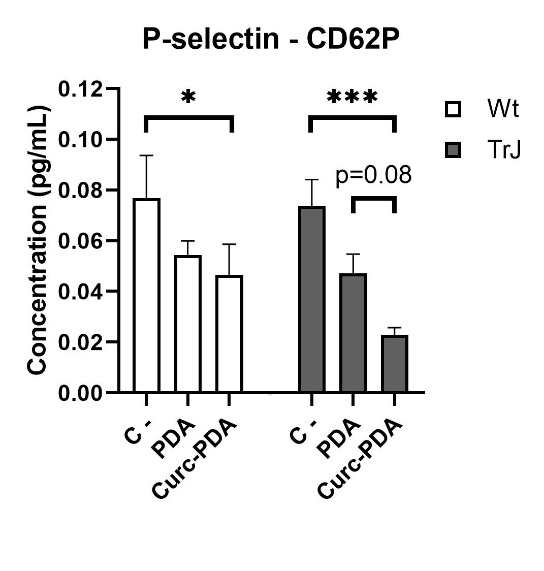 P-selectin - CD62P
Concentration (pg/mL)
0.12
0.10
0.08
0.06
0.04
0.02
0.00
*
***
p=0.08
Wt
TrJ
C -
PDA
Curc-PDA
C -
PDA
Curc-PDA